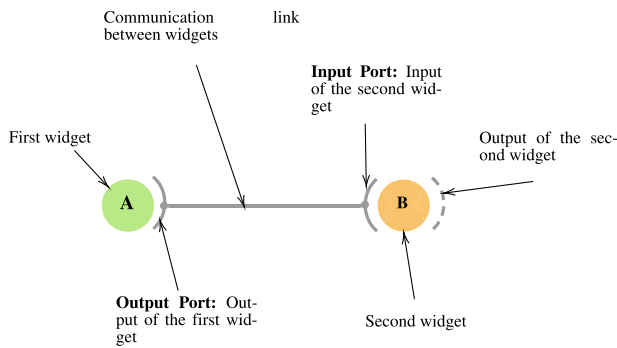 Communication link
between widgets
Input Port: Input
of the second wid-
get
First widget
Output of the sec-
ond widget
A
B
Output Port: Out-
put of the first wid-
get
Second widget